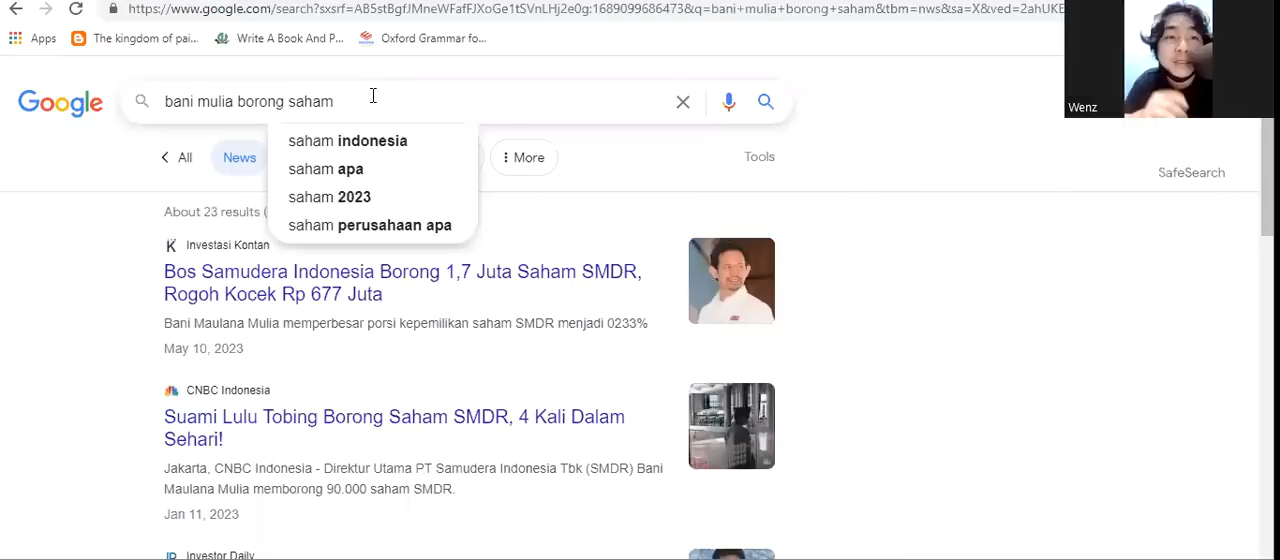 https://www.google.com/search?sxsrf=AB5stBgfJMneWFafFJXoGe1tSVnLHj2e0g:1689099686473&q=bani+mulia+borong+saham&tbm=nws&sa=X&ved=2ahUKE
Apps The kingdom of pai... Write A Book And P... Oxford Grammar fo...
Wenz
Google bani mulia borong saham
saham indonesia
saham apa
saham 2023
saham perusahaan apa
All News More Tools
SafeSearch
About 23 results (
Investasi Kontan
Bos Samudera Indonesia Borong 1,7 Juta Saham SMDR,
Rogoh Kocek Rp 677 Juta
Bani Maulana Mulia memperbesar porsi kepemilikan saham SMDR menjadi 0233%
May 10, 2023
CNBC Indonesia
Suami Lulu Tobing Borong Saham SMDR, 4 Kali Dalam
Sehari!
Jakarta, CNBC Indonesia - Direktur Utama PT Samudera Indonesia Tbk (SMDR) Bani
Maulana Mulia memborong 90.000 saham SMDR.
Jan 11, 2023
Investor Daily